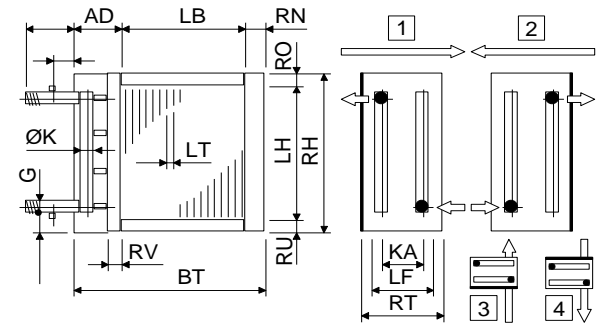 AD LB RN
RO
1 2
ØK LT LH RH
G
RV RU KA
BT LF
RT
3 4